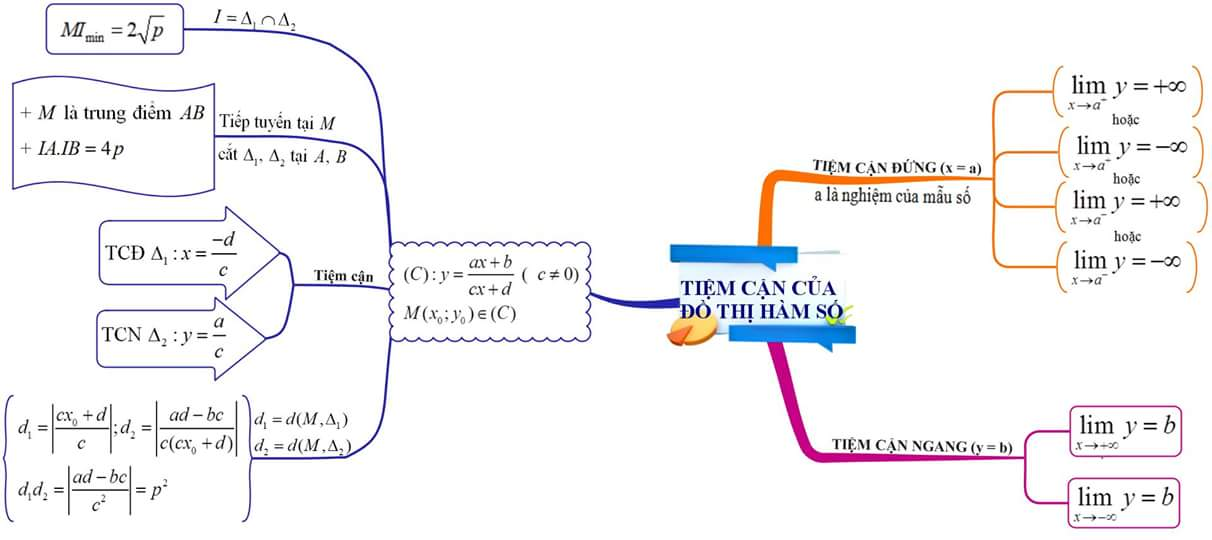 TIỆM CẬN CỦA
ĐỒ THỊ HÀM SỐ
TIỆM CẬN ĐỨNG (x = a)
a là nghiệm của mẫu số
lim y = +∞
x→a⁺
hoặc
lim y = −∞
x→a⁺
hoặc
lim y = +∞
x→a⁻
hoặc
lim y = −∞
x→a⁻
TIỆM CẬN NGANG (y = b)
lim y = b
x→+∞
lim y = b
x→−∞
(C) : y = (ax + b)/(cx + d) ( c ≠ 0)
M(x₀; y₀) ∈ (C)
I = Δ₁ ∩ Δ₂
MI_min = 2√p
Tiếp tuyến tại M
cắt Δ₁, Δ₂ tại A, B
+ M là trung điểm AB
+ IA.IB = 4p
Tiệm cận
TCĐ Δ₁ : x = −d/c
TCN Δ₂ : y = a/c
d₁ = d(M,Δ₁)
d₂ = d(M,Δ₂)
d₁ = |(cx₀ + d)/c|; d₂ = |(ad − bc)/(c(cx₀ + d))|
d₁d₂ = |(ad − bc)/c²| = p²